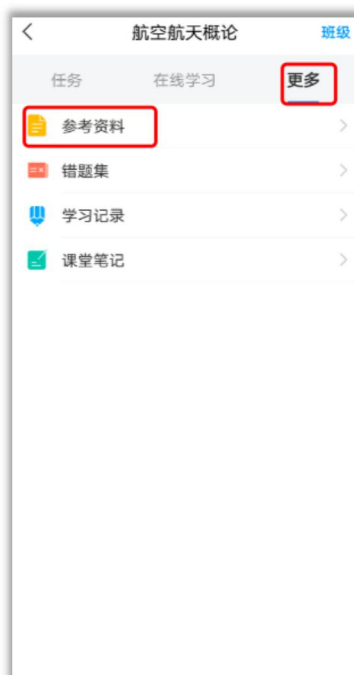 航空航天概论 班级
任务 在线学习 更多
参考资料
错题集
学习记录
课堂笔记